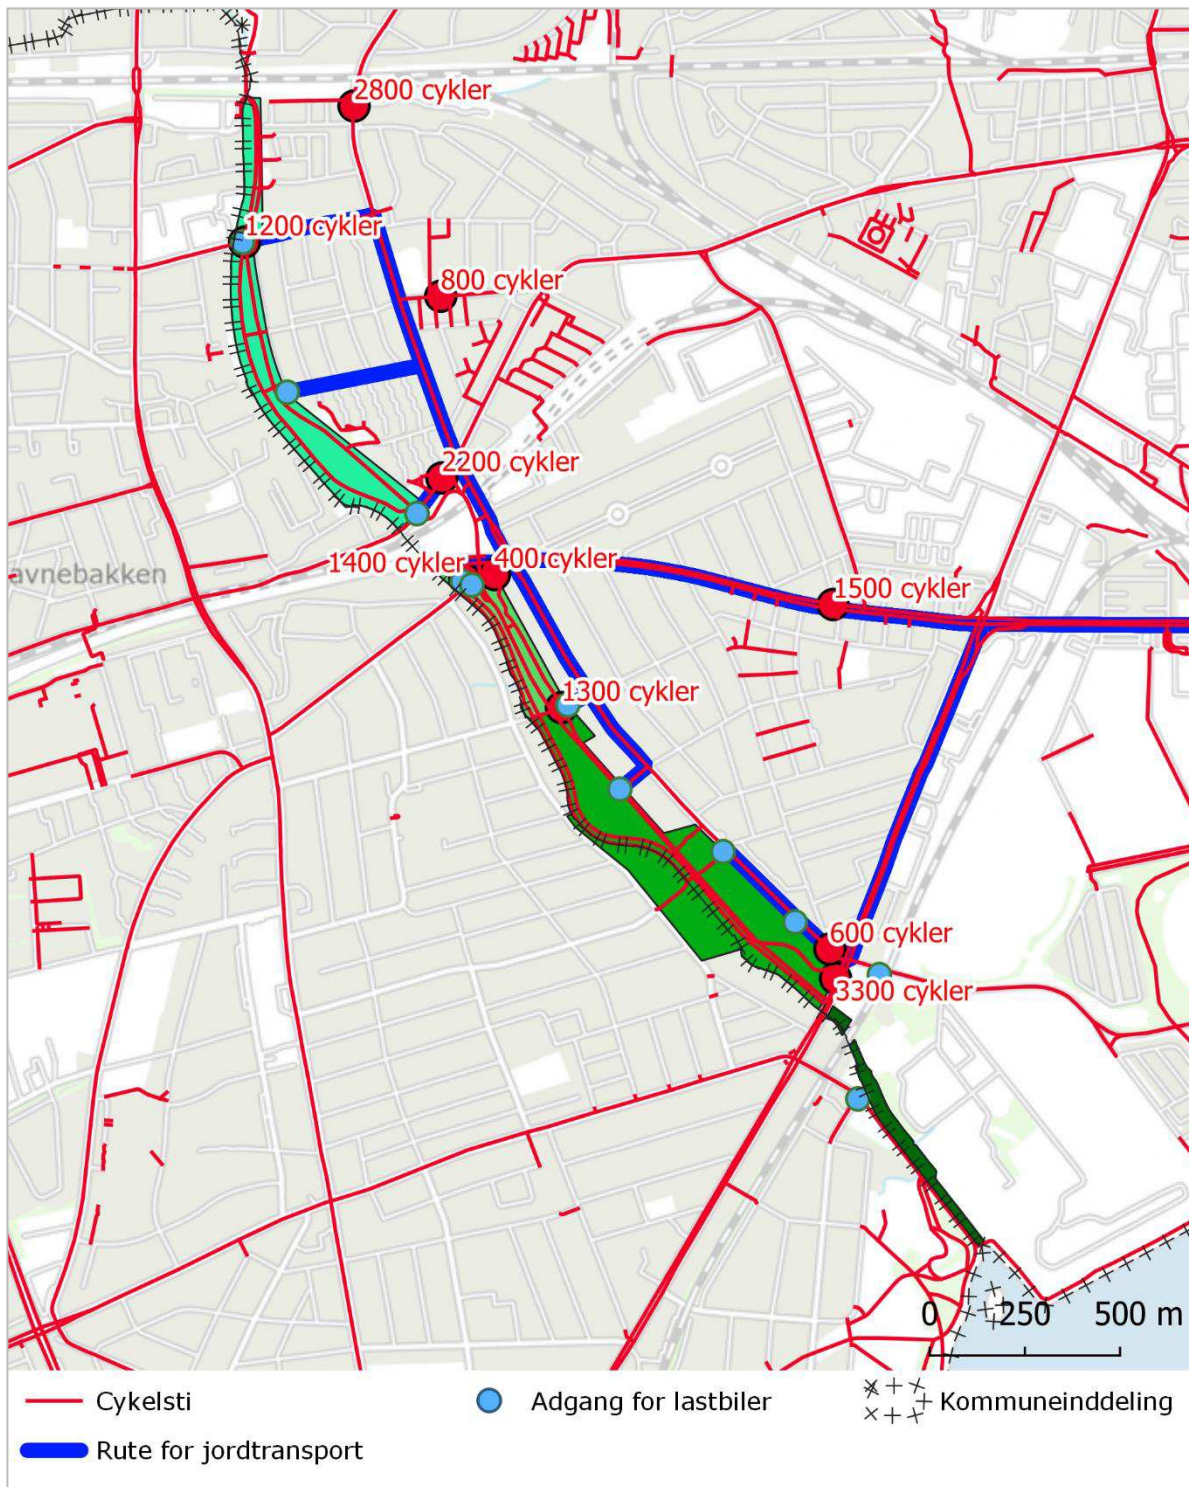 2800 cykler
1200 cykler
800 cykler
2200 cykler
1400 cykler
400 cykler
avnebakken
1500 cykler
1300 cykler
600 cykler
3300 cykler
0 250 500 m
Cykelsti
Adgang for lastbiler
Kommuneinddeling
Rute for jordtransport